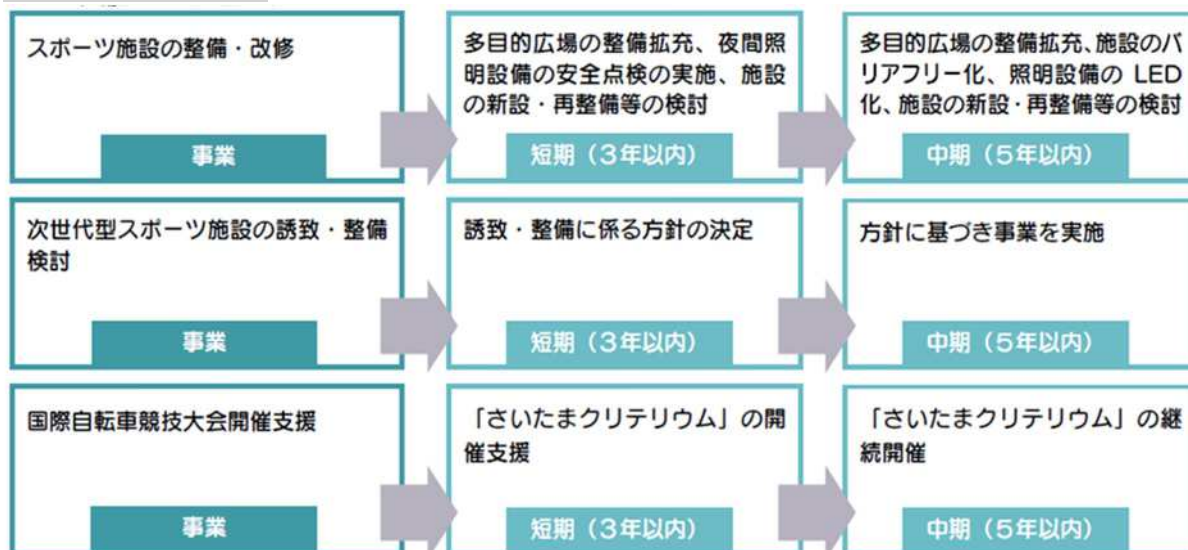 スポーツ施設の整備・改修
事業
多目的広場の整備拡充、夜間照
明設備の安全点検の実施、施設
の新設・再整備等の検討
短期（３年以内）
多目的広場の整備拡充、施設のバ
リアフリー化、照明設備の LED
化、施設の新設・再整備等の検討
中期（５年以内）
次世代型スポーツ施設の誘致・整備
検討
事業
誘致・整備に係る方針の決定
短期（３年以内）
方針に基づき事業を実施
中期（５年以内）
国際自転車競技大会開催支援
事業
「さいたまクリテリウム」の開
催支援
短期（３年以内）
「さいたまクリテリウム」の継
続開催
中期（５年以内）